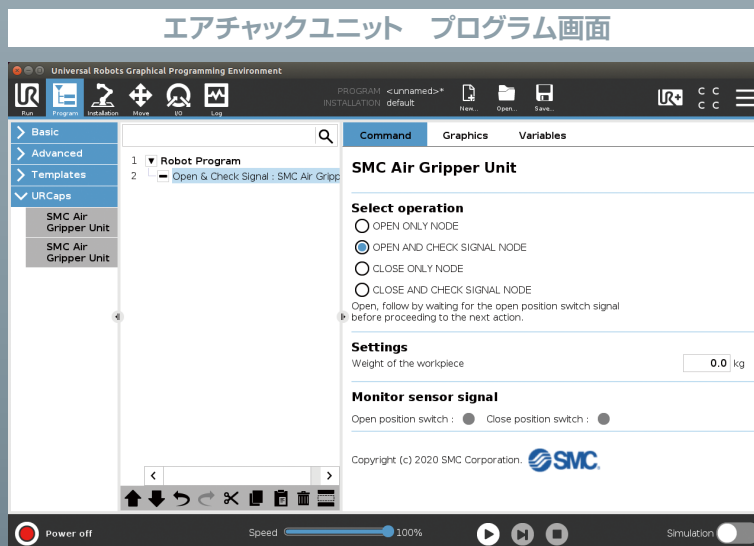 エアチャックユニット　プログラム画面
Universal Robots Graphical Programming Environment
PROGRAM <unnamed>*
INSTALLATION default
Run Program Installation Move I/O Log New... Open... Save...
UR+
Basic
Advanced
Templates
URCaps
SMC Air
Gripper Unit
SMC Air
Gripper Unit
1 Robot Program
2 Open & Check Signal : SMC Air Gripp
Command Graphics Variables
SMC Air Gripper Unit
Select operation
OPEN ONLY NODE
OPEN AND CHECK SIGNAL NODE
CLOSE ONLY NODE
CLOSE AND CHECK SIGNAL NODE
Open, follow by waiting for the open position switch signal
before proceeding to the next action.
Settings
Weight of the workpiece 0.0 kg
Monitor sensor signal
Open position switch : Close position switch :
Copyright (c) 2020 SMC Corporation. SMC.
Power off Speed 100% Simulation